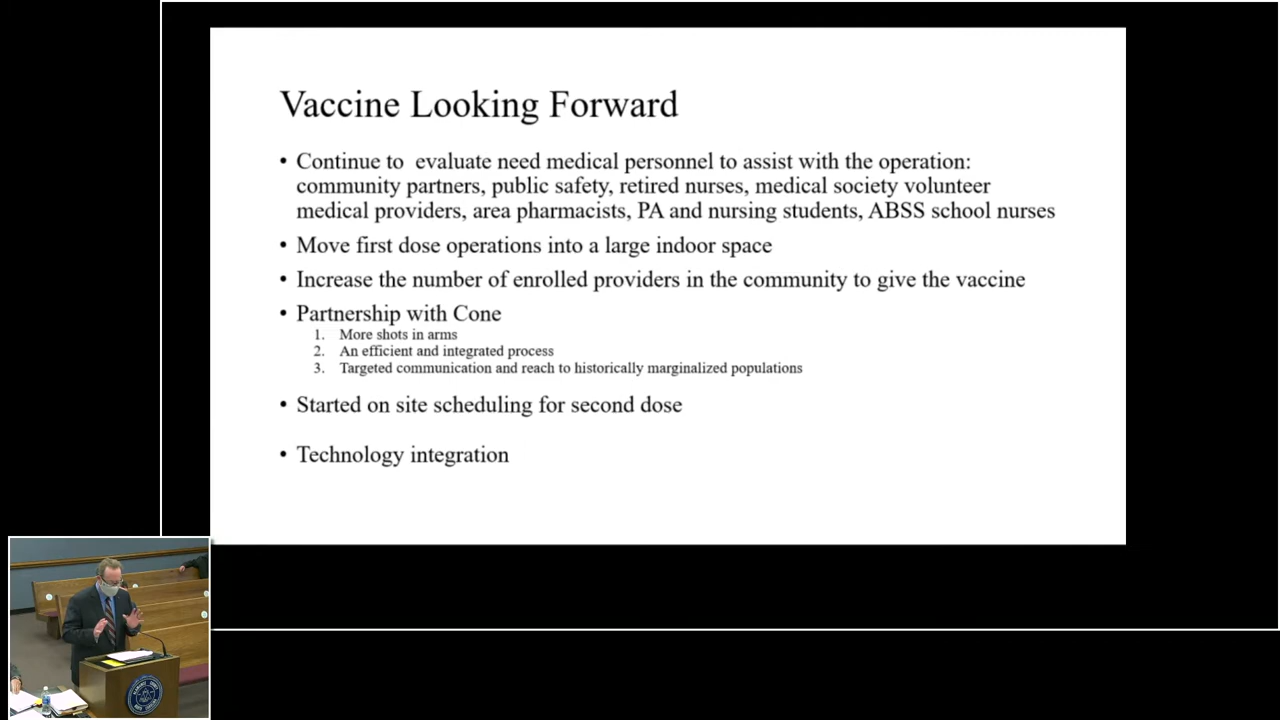 Vaccine Looking Forward
• Continue to  evaluate need medical personnel to assist with the operation:
community partners, public safety, retired nurses, medical society volunteer
medical providers, area pharmacists, PA and nursing students, ABSS school nurses
• Move first dose operations into a large indoor space
• Increase the number of enrolled providers in the community to give the vaccine
• Partnership with Cone
1. More shots in arms
2. An efficient and integrated process
3. Targeted communication and reach to historically marginalized populations
• Started on site scheduling for second dose
• Technology integration